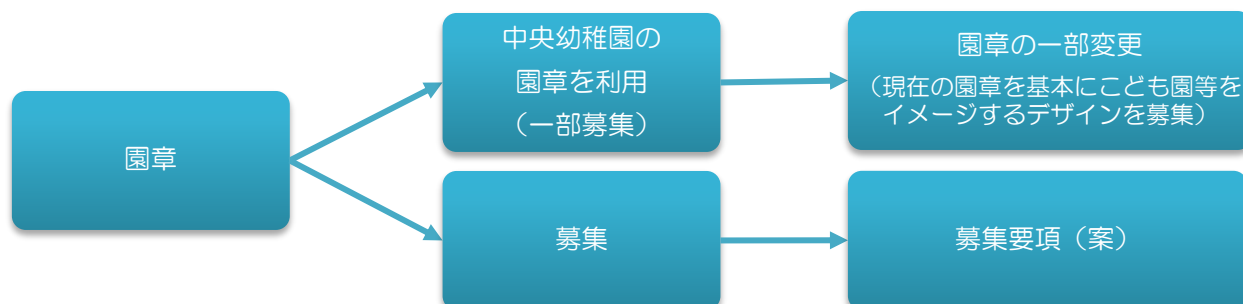 園章
中央幼稚園の
園章を利用
（一部募集）
園章の一部変更
（現在の園章を基本にこども園等を
イメージするデザインを募集）
募集
募集要項（案）